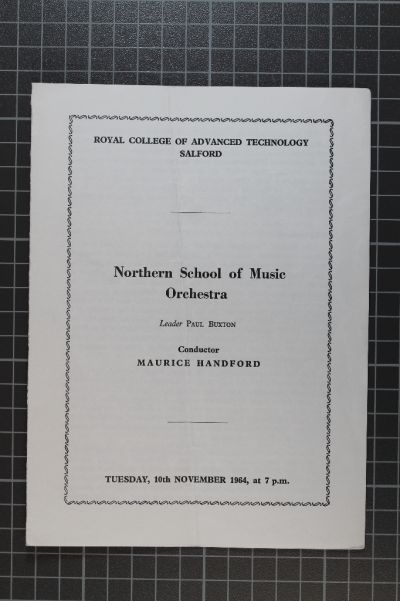 ROYAL COLLEGE OF ADVANCED TECHNOLOGY
SALFORD
Northern School of Music
Orchestra
Leader PAUL BUXTON
Conductor
MAURICE HANDFORD
TUESDAY, 10th NOVEMBER 1964, at 7 p.m.